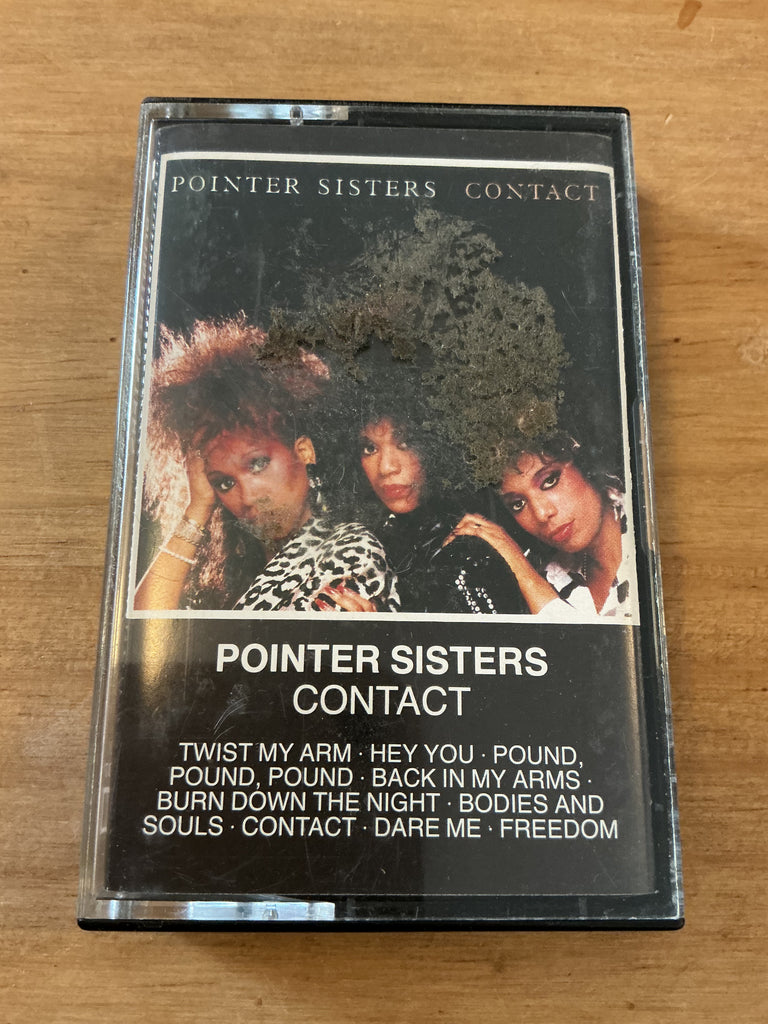 POINTER SISTERS CONTACT
POINTER SISTERS
CONTACT
TWIST MY ARM · HEY YOU · POUND,
POUND, POUND · BACK IN MY ARMS ·
BURN DOWN THE NIGHT · BODIES AND
SOULS · CONTACT · DARE ME · FREEDOM